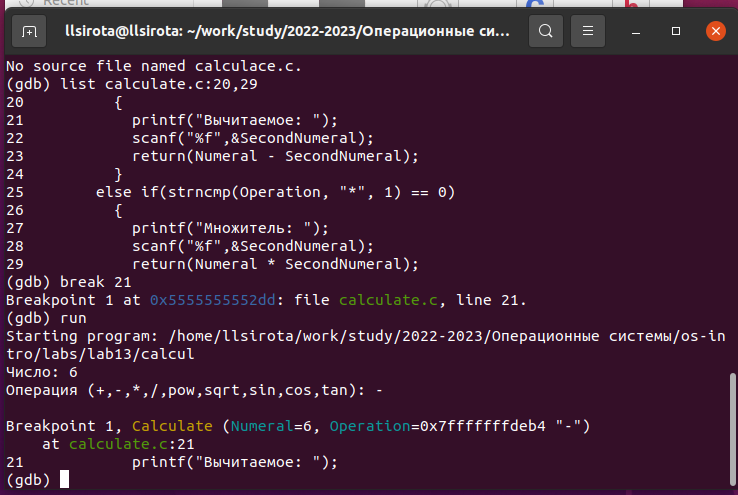 Recent
llsirota@llsirota: ~/work/study/2022-2023/Операционные си...
No source file named calculace.c.
(gdb) list calculate.c:20,29
20          {
21            printf("Вычитаемое: ");
22            scanf("%f",&SecondNumeral);
23            return(Numeral - SecondNumeral);
24          }
25        else if(strncmp(Operation, "*", 1) == 0)
26          {
27            printf("Множитель: ");
28            scanf("%f",&SecondNumeral);
29            return(Numeral * SecondNumeral);
(gdb) break 21
Breakpoint 1 at 0x5555555552dd: file calculate.c, line 21.
(gdb) run
Starting program: /home/llsirota/work/study/2022-2023/Операционные системы/os-in
tro/labs/lab13/calcul
Число: 6
Операция (+,-,*,/,pow,sqrt,sin,cos,tan): -
Breakpoint 1, Calculate (Numeral=6, Operation=0x7fffffffdeb4 "-")
    at calculate.c:21
21            printf("Вычитаемое: ");
(gdb)